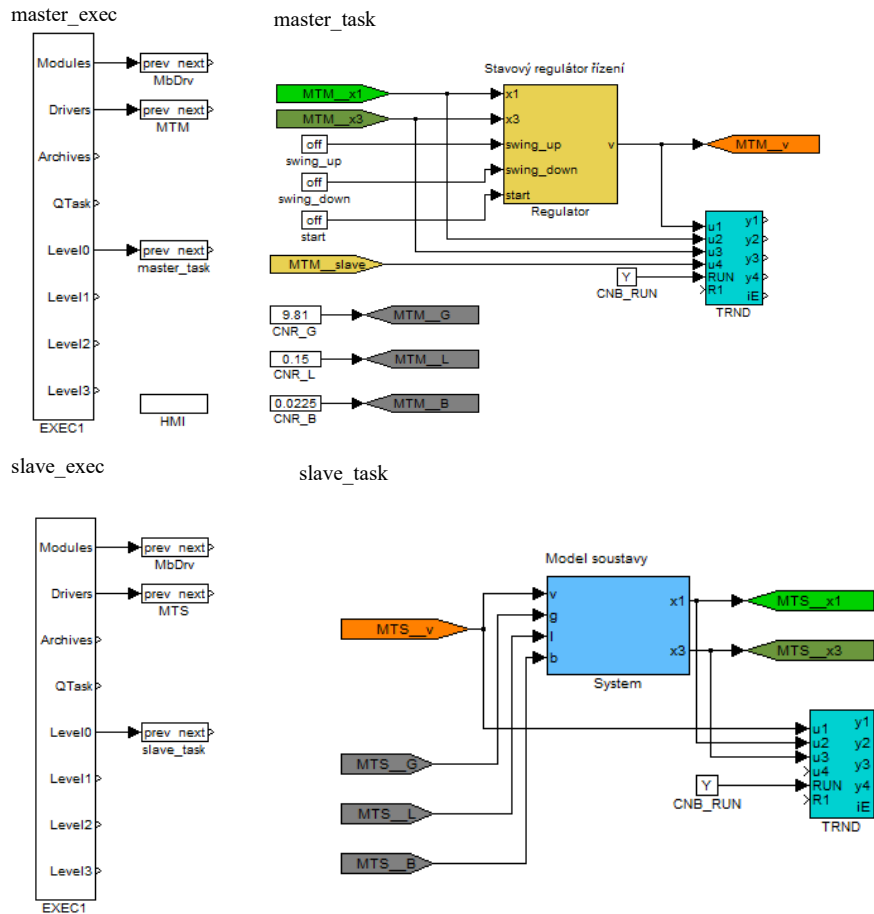 master_exec
master_task
Modules
prev next
MbDrv
Drivers
prev next
MTM
Archives
QTask
Level0
prev next
master_task
Level1
Level2
Level3
EXEC1
HMI
Stavový regulátor řízení
MTM__x1
MTM__x3
off
swing_up
off
swing_down
off
start
x1
x3
swing_up
swing_down
start
v
Regulator
MTM__v
MTM__slave
Y
CNB_RUN
u1
u2
u3
u4
RUN
R1
y1
y2
y3
y4
iE
TRND
9.81
CNR_G
MTM__G
0.15
CNR_L
MTM__L
0.0225
CNR_B
MTM__B
slave_exec
slave_task
Modules
prev next
MbDrv
Drivers
prev next
MTS
Archives
QTask
Level0
prev next
slave_task
Level1
Level2
Level3
EXEC1
Model soustavy
MTS__v
v
g
l
b
x1
x3
System
MTS__x1
MTS__x3
MTS__G
MTS__L
MTS__B
Y
CNB_RUN
u1
u2
u3
u4
RUN
R1
y1
y2
y3
y4
iE
TRND